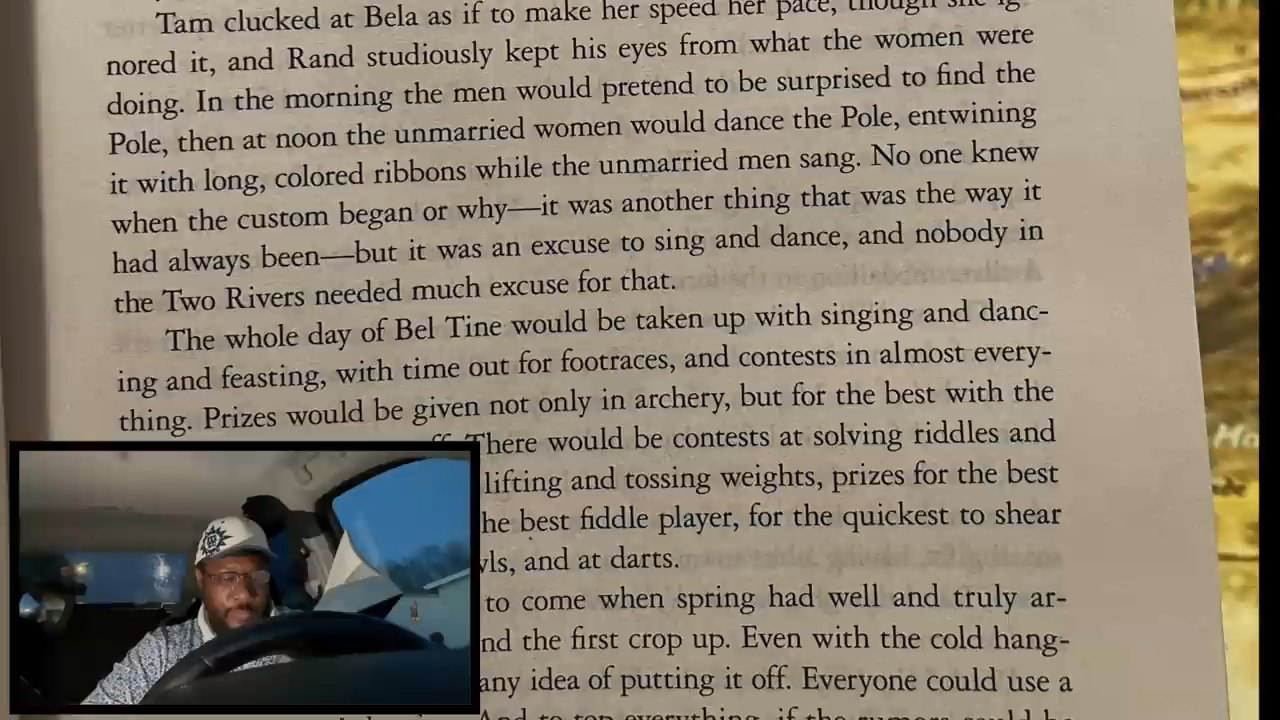 Tam clucked at Bela as if to make her speed her pace, though she ig-
nored it, and Rand studiously kept his eyes from what the women were
doing. In the morning the men would pretend to be surprised to find the
Pole, then at noon the unmarried women would dance the Pole, entwining
it with long, colored ribbons while the unmarried men sang. No one knew
when the custom began or why—it was another thing that was the way it
had always been—but it was an excuse to sing and dance, and nobody in
the Two Rivers needed much excuse for that.
The whole day of Bel Tine would be taken up with singing and danc-
ing and feasting, with time out for footraces, and contests in almost every-
thing. Prizes would be given not only in archery, but for the best with the
There would be contests at solving riddles and
lifting and tossing weights, prizes for the best
he best fiddle player, for the quickest to shear
wls, and at darts.
to come when spring had well and truly ar-
nd the first crop up. Even with the cold hang-
any idea of putting it off. Everyone could use a
And to top everything, if the rumors could be